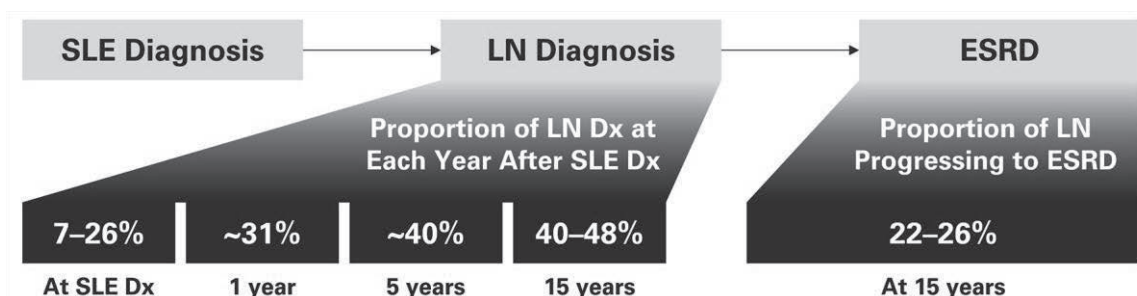 SLE Diagnosis
LN Diagnosis
ESRD
Proportion of LN Dx at
Each Year After SLE Dx
Proportion of LN
Progressing to ESRD
7–26%
~31%
~40%
40–48%
22–26%
At SLE Dx
1 year
5 years
15 years
At 15 years